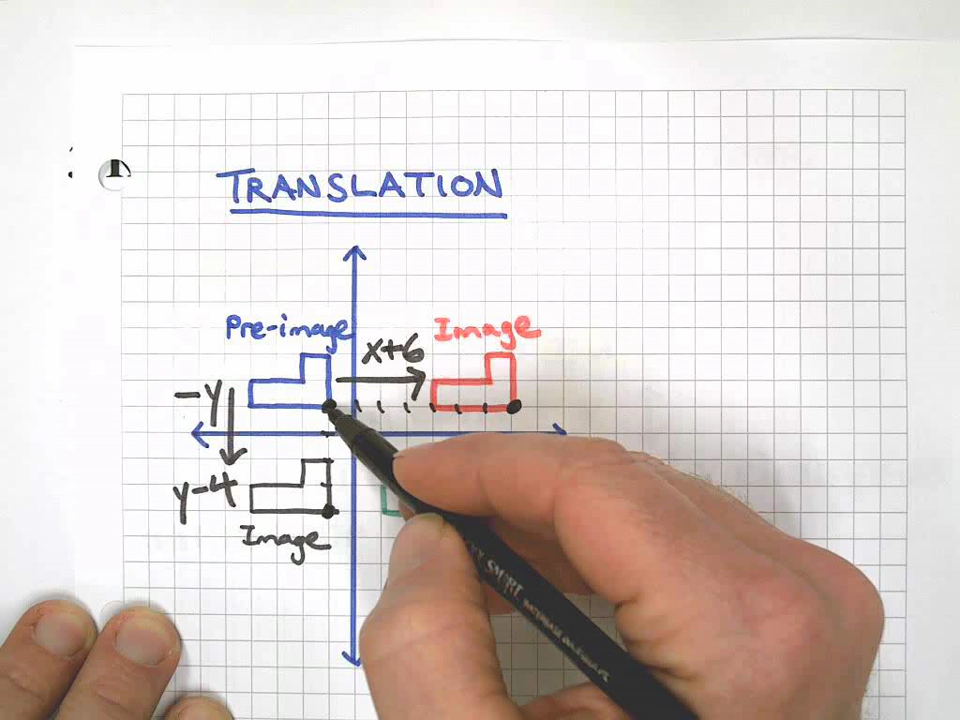 TRANSLATION
Pre-image
Image
x+6
-y
y-4
Image